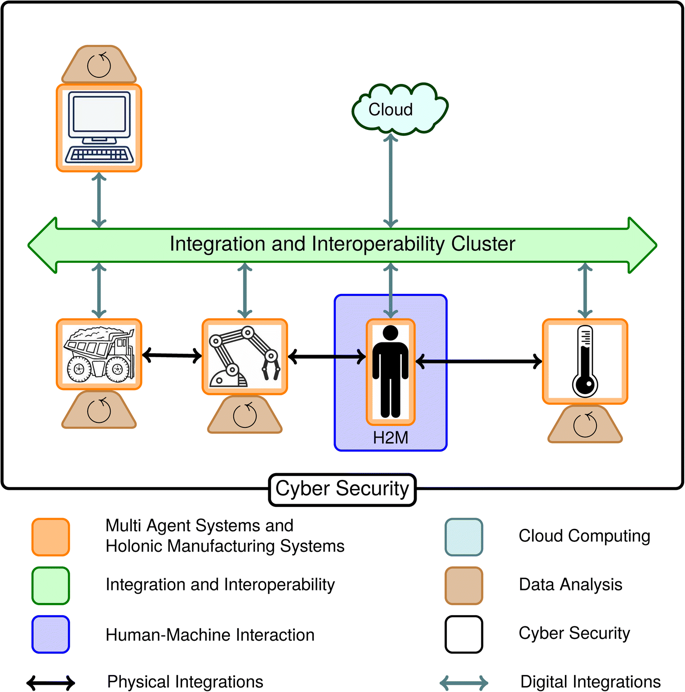 Cloud
Integration and Interoperability Cluster
H2M
Cyber Security
Multi Agent Systems and
Holonic Manufacturing Systems
Cloud Computing
Integration and Interoperability
Data Analysis
Human-Machine Interaction
Cyber Security
Physical Integrations
Digital Integrations